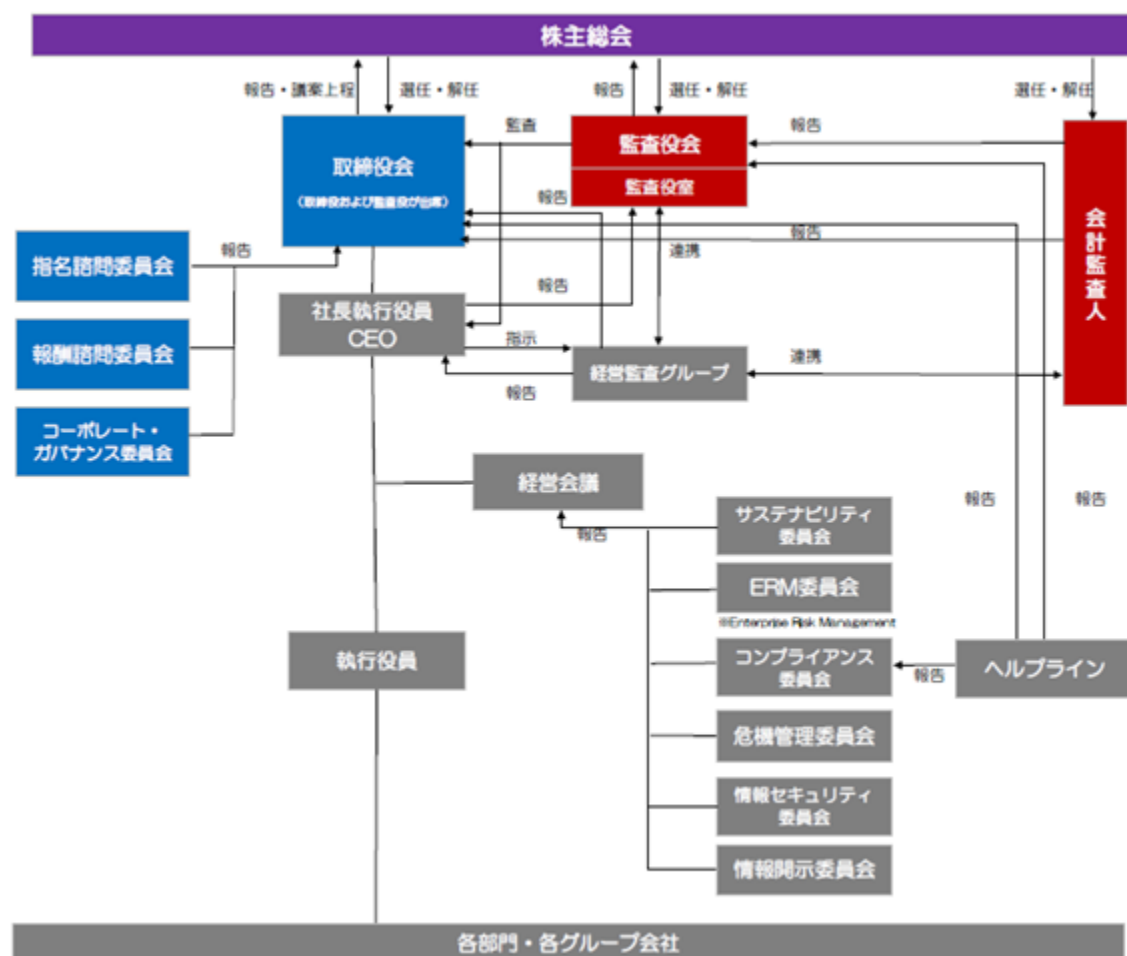 株主総会
報告・議案上程
選任・解任
報告
選任・解任
選任・解任
取締役会
(取締役および監査役が出席)
監査
監査役会
監査役室
報告
会計監査人
報告
報告
連携
指名諮問委員会
報告
報酬諮問委員会
コーポレート・
ガバナンス委員会
社長執行役員
CEO
報告
指示
報告
経営監査グループ
連携
経営会議
報告
サステナビリティ
委員会
ERM委員会
※Enterprise Risk Management
コンプライアンス
委員会
報告
ヘルプライン
報告
報告
危機管理委員会
情報セキュリティ
委員会
情報開示委員会
執行役員
各部門・各グループ会社